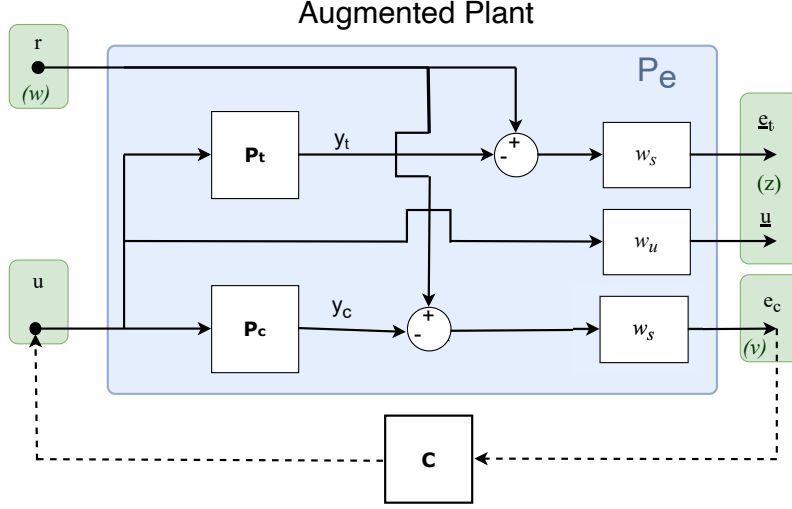 Augmented Plant
r
(w)
Pe
Pt
yt
+
-
ws
et
(z)
wu
u
u
Pc
yc
+
-
ws
ec
(v)
C